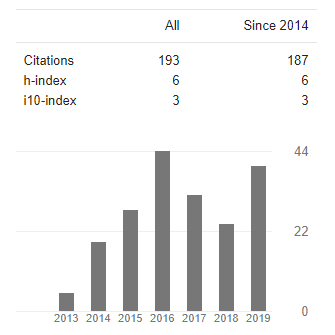 All Since 2014
Citations 193 187
h-index 6 6
i10-index 3 3
44
22
0
2013 2014 2015 2016 2017 2018 2019